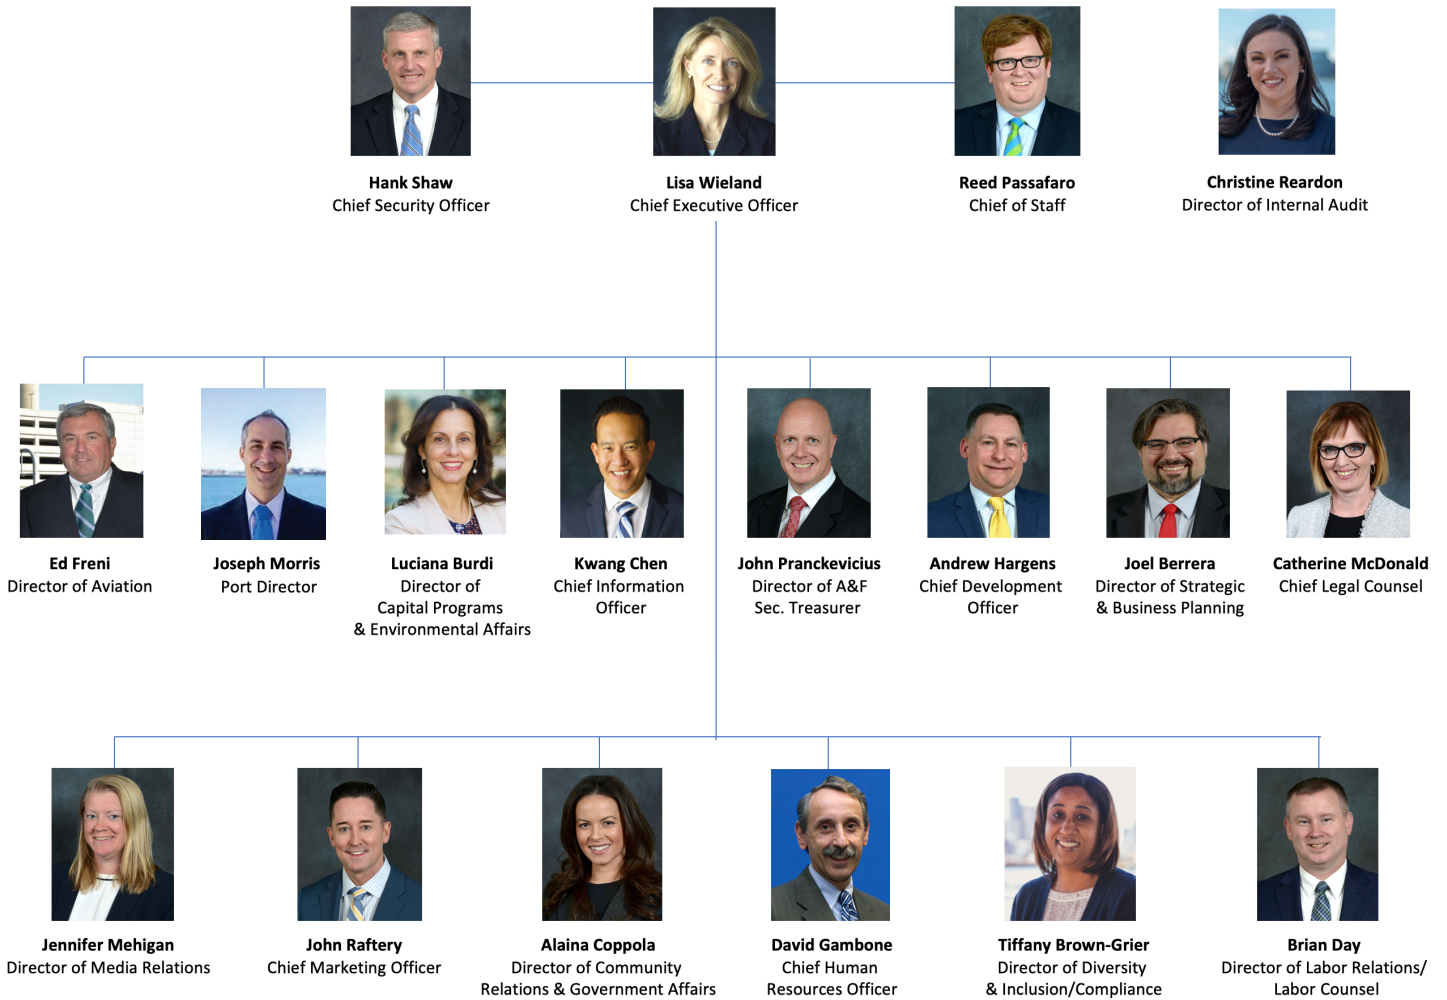 Hank Shaw
Chief Security Officer
Lisa Wieland
Chief Executive Officer
Reed Passafaro
Chief of Staff
Christine Reardon
Director of Internal Audit
Ed Freni
Director of Aviation
Joseph Morris
Port Director
Luciana Burdi
Director of
Capital Programs
& Environmental Affairs
Kwang Chen
Chief Information
Officer
John Pranckevicius
Director of A&F
Sec. Treasurer
Andrew Hargens
Chief Development
Officer
Joel Berrera
Director of Strategic
& Business Planning
Catherine McDonald
Chief Legal Counsel
Jennifer Mehigan
Director of Media Relations
John Raftery
Chief Marketing Officer
Alaina Coppola
Director of Community
Relations & Government Affairs
David Gambone
Chief Human
Resources Officer
Tiffany Brown-Grier
Director of Diversity
& Inclusion/Compliance
Brian Day
Director of Labor Relations/
Labor Counsel